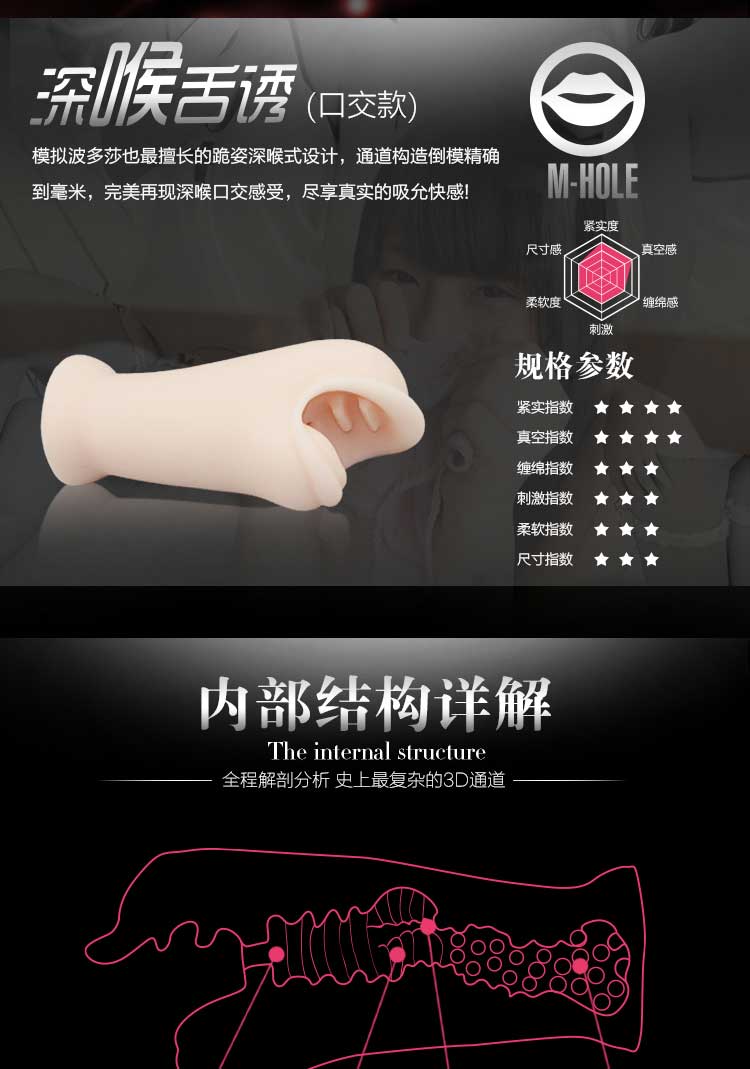 深喉舌诱 (口交款)
模拟波多莎也最擅长的跪姿深喉式设计，通道构造倒模精确
到毫米，完美再现深喉口交感受，尽享真实的吸允快感!
M-HOLE
紧实度
尺寸感
真空感
柔软度
缠绵感
刺激
规格参数
紧实指数 ★ ★ ★ ★
真空指数 ★ ★ ★ ★
缠绵指数 ★ ★ ★
刺激指数 ★ ★ ★
柔软指数 ★ ★ ★
尺寸指数 ★ ★ ★
内部结构详解
The internal structure
全程解剖分析 史上最复杂的3D通道